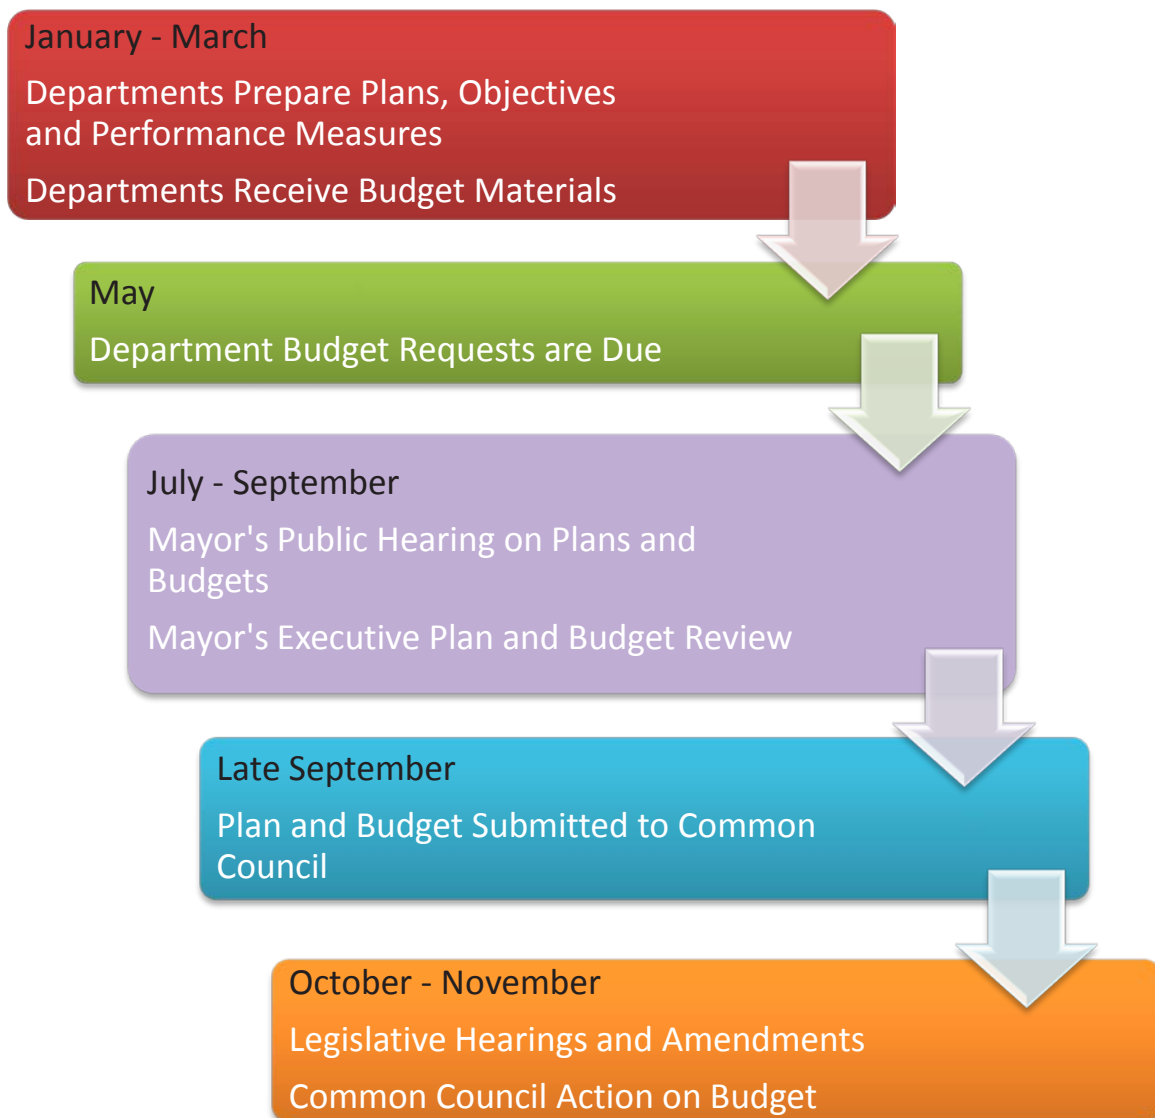 January - March
Departments Prepare Plans, Objectives
and Performance Measures
Departments Receive Budget Materials
May
Department Budget Requests are Due
July - September
Mayor's Public Hearing on Plans and
Budgets
Mayor's Executive Plan and Budget Review
Late September
Plan and Budget Submitted to Common
Council
October - November
Legislative Hearings and Amendments
Common Council Action on Budget